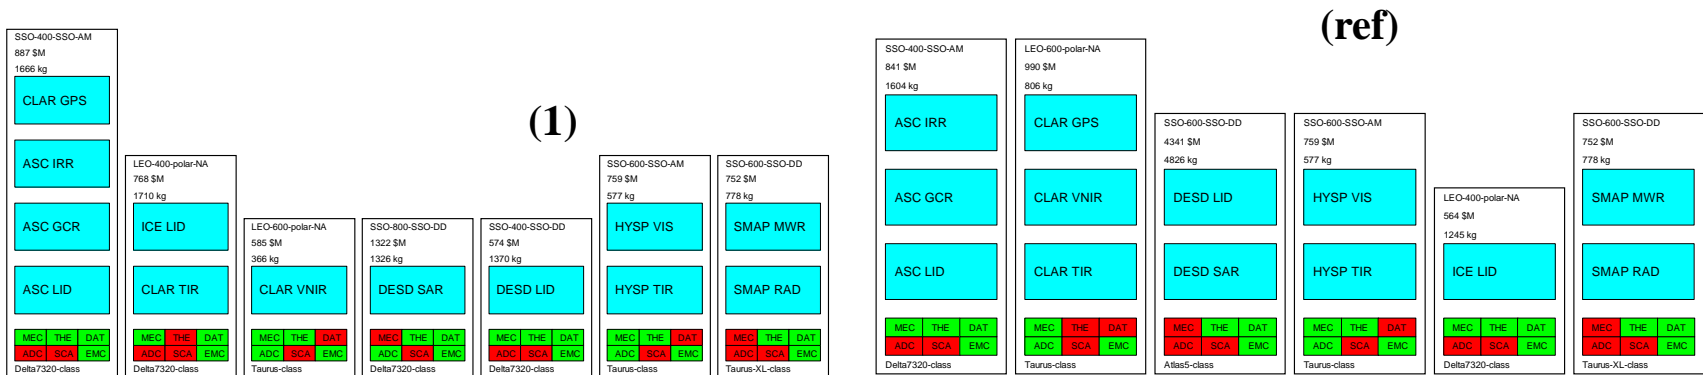 (1)
SSO-400-SSO-AM
887 $M
1666 kg
CLAR GPS
ASC IRR
ASC GCR
ASC LID
MEC THE DAT
ADC SCA EMC
Delta7320-class
LEO-400-polar-NA
768 $M
1710 kg
ICE LID
CLAR TIR
MEC THE DAT
ADC SCA EMC
Delta7320-class
LEO-600-polar-NA
585 $M
366 kg
CLAR VNIR
MEC THE DAT
ADC SCA EMC
Taurus-class
SSO-800-SSO-DD
1322 $M
1326 kg
DESD SAR
MEC THE DAT
ADC SCA EMC
Delta7320-class
SSO-400-SSO-DD
574 $M
1370 kg
DESD LID
MEC THE DAT
ADC SCA EMC
Delta7320-class
SSO-600-SSO-AM
759 $M
577 kg
HYSP VIS
HYSP TIR
MEC THE DAT
ADC SCA EMC
Taurus-class
SSO-600-SSO-DD
752 $M
778 kg
SMAP MWR
SMAP RAD
MEC THE DAT
ADC SCA EMC
Taurus-XL-class
(ref)
SSO-400-SSO-AM
841 $M
1604 kg
ASC IRR
ASC GCR
ASC LID
MEC THE DAT
ADC SCA EMC
Delta7320-class
LEO-600-polar-NA
990 $M
806 kg
CLAR GPS
CLAR VNIR
CLAR TIR
MEC THE DAT
ADC SCA EMC
Taurus-class
SSO-600-SSO-DD
4341 $M
4826 kg
DESD LID
DESD SAR
MEC THE DAT
ADC SCA EMC
Atlas5-class
SSO-600-SSO-AM
759 $M
577 kg
HYSP VIS
HYSP TIR
MEC THE DAT
ADC SCA EMC
Taurus-class
LEO-400-polar-NA
564 $M
1245 kg
ICE LID
MEC THE DAT
ADC SCA EMC
Delta7320-class
SSO-600-SSO-DD
752 $M
778 kg
SMAP MWR
SMAP RAD
MEC THE DAT
ADC SCA EMC
Taurus-XL-class